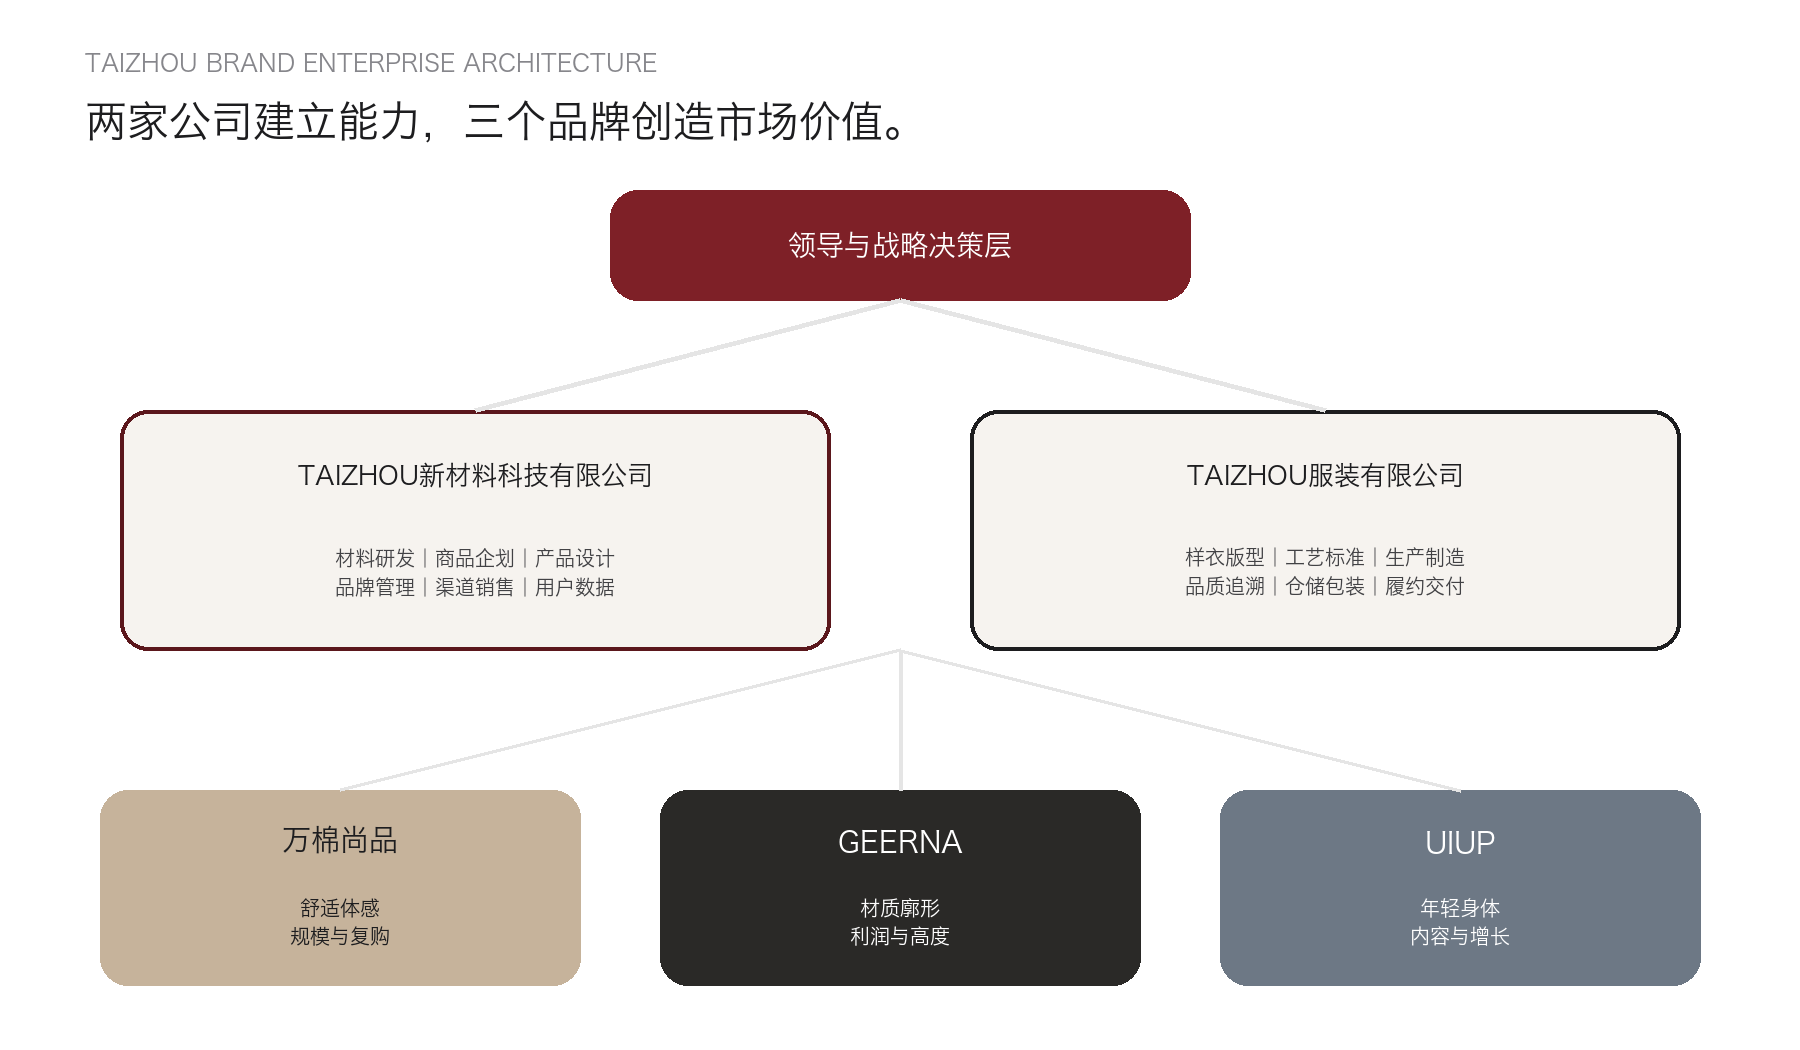 TAIZHOU BRAND ENTERPRISE ARCHITECTURE
两家公司建立能力，三个品牌创造市场价值。
领导与战略决策层
TAIZHOU新材料科技有限公司
材料研发｜商品企划｜产品设计
品牌管理｜渠道销售｜用户数据
TAIZHOU服装有限公司
样衣版型｜工艺标准｜生产制造
品质追溯｜仓储包装｜履约交付
万棉尚品
舒适体感
规模与复购
GEERNA
材质廓形
利润与高度
UIUP
年轻身体
内容与增长